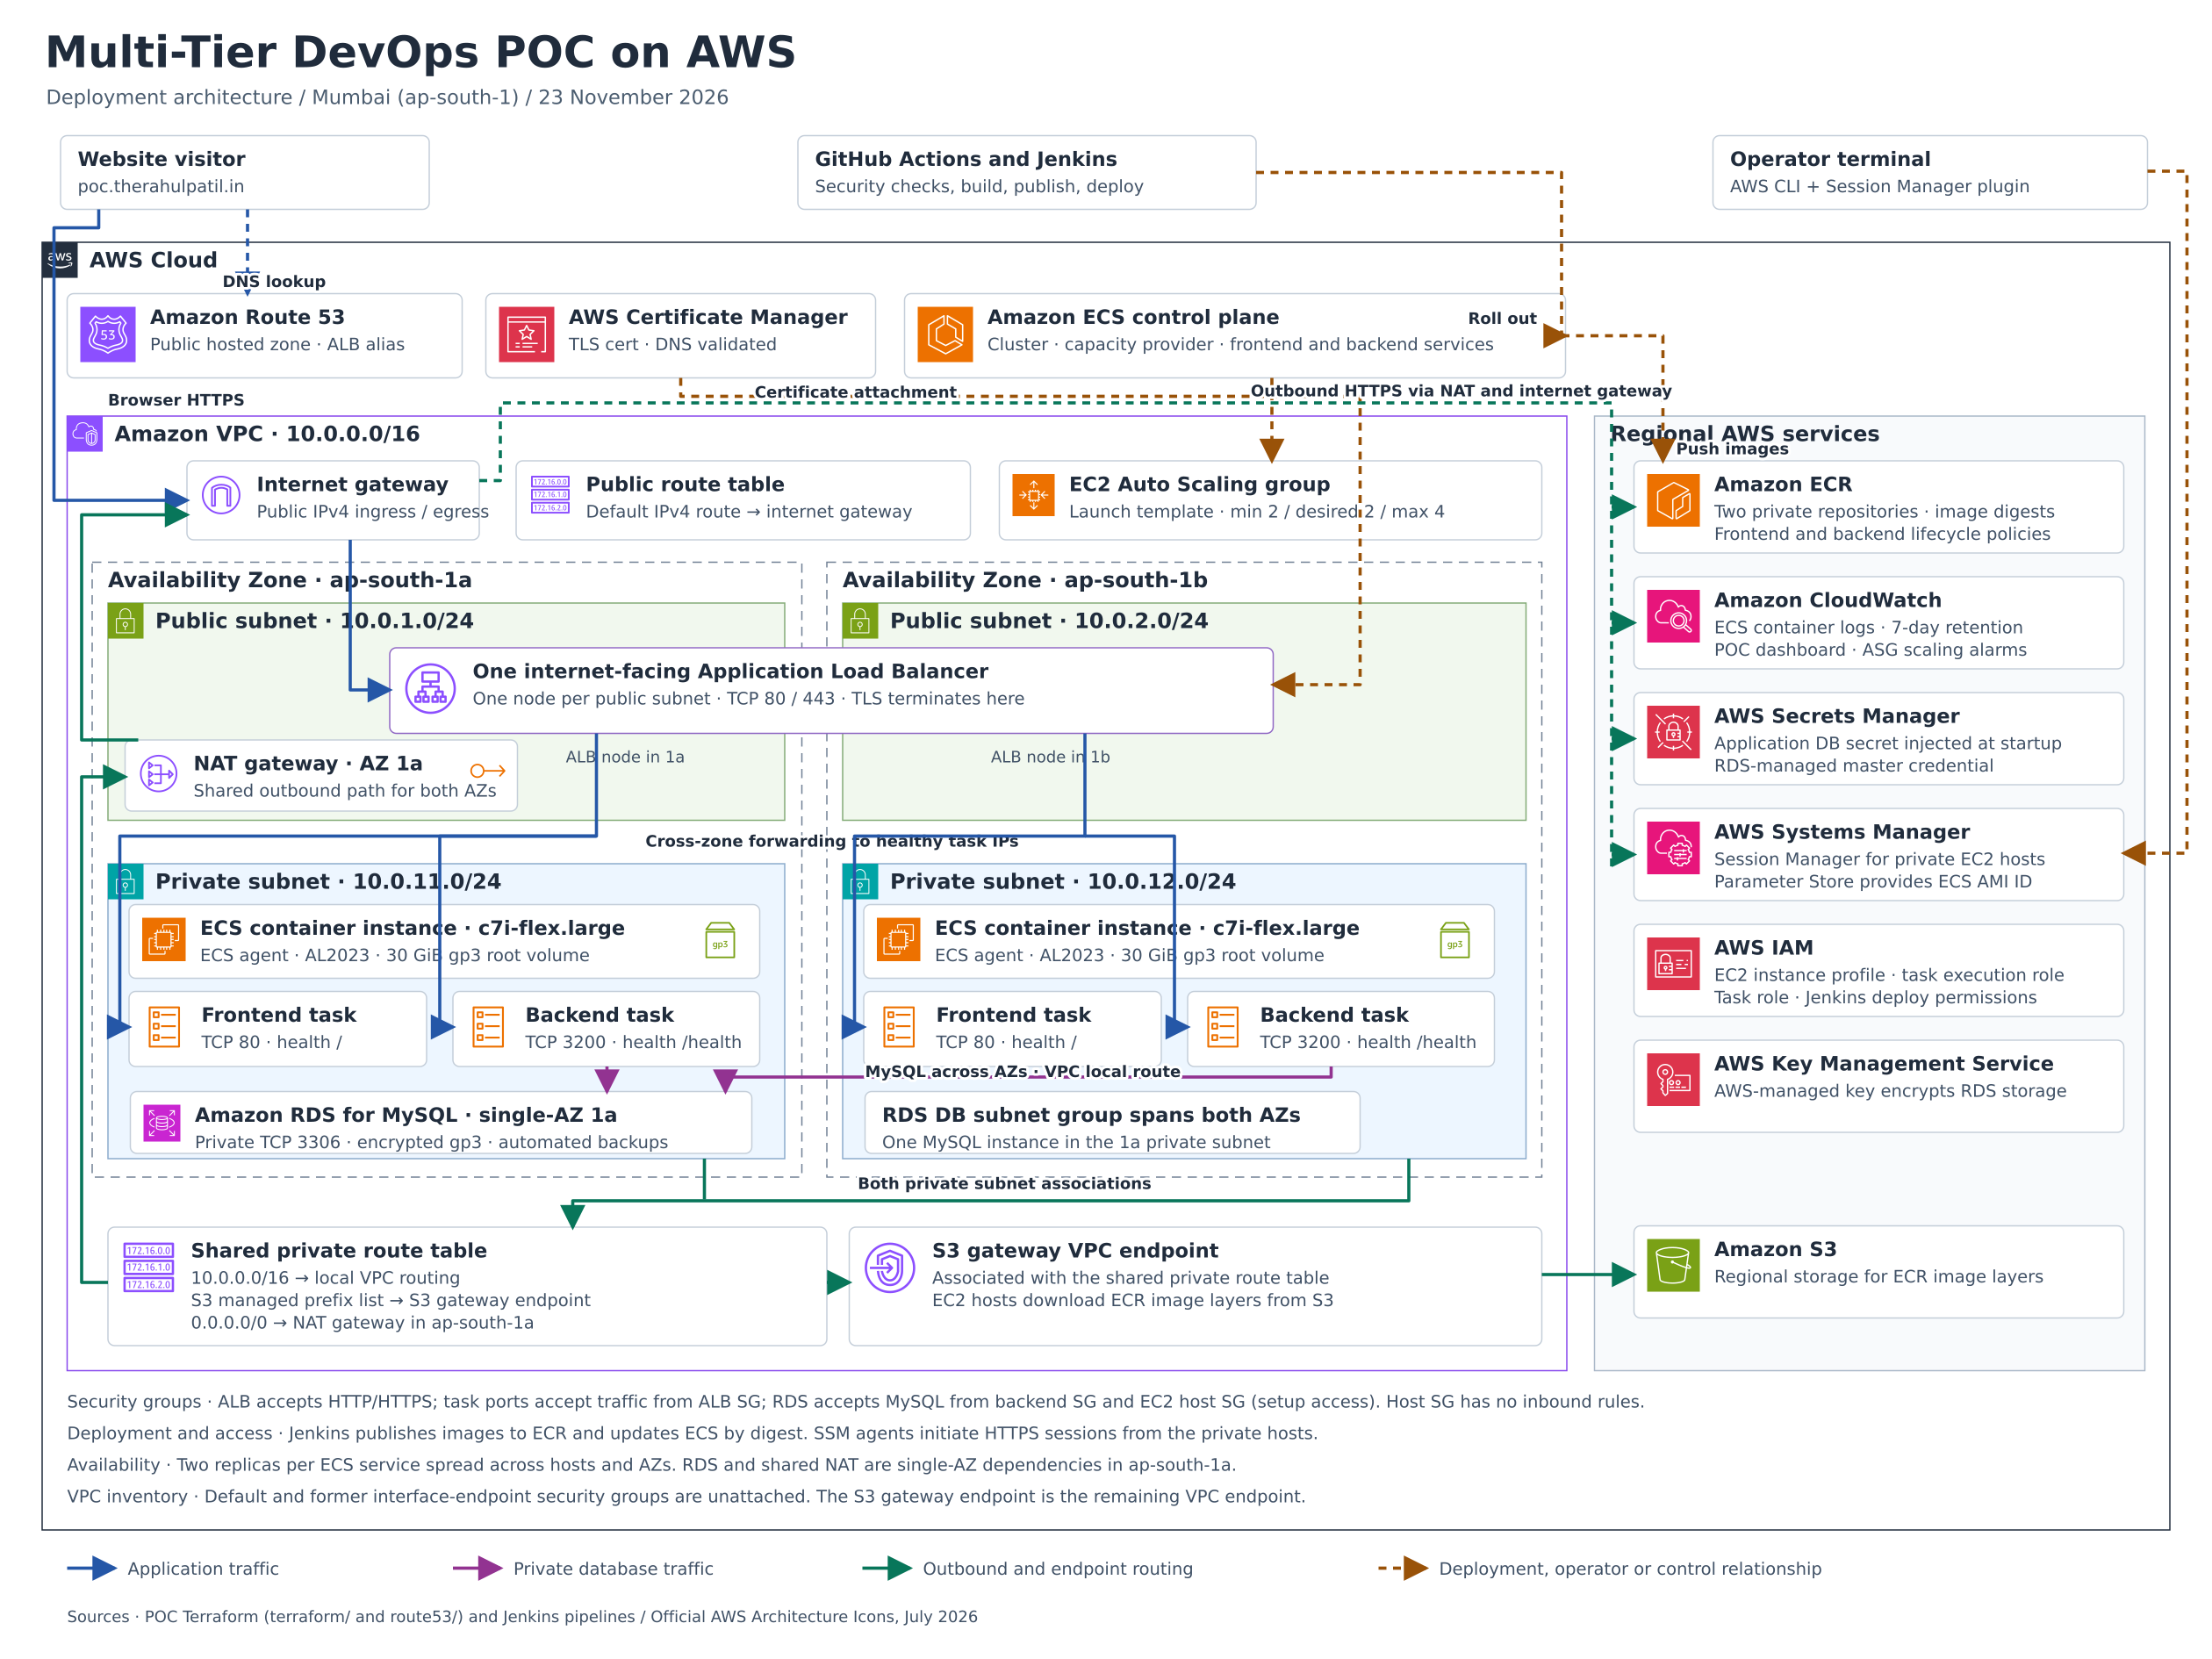 Multi-Tier DevOps POC on AWS
Deployment architecture / Mumbai (ap-south-1) / 23 November 2026
Website visitor
poc.therahulpatil.in
GitHub Actions and Jenkins
Security checks, build, publish, deploy
Operator terminal
AWS CLI + Session Manager plugin
aws
AWS Cloud
DNS lookup
53
Amazon Route 53
Public hosted zone · ALB alias
AWS Certificate Manager
TLS cert · DNS validated
Amazon ECS control plane
Cluster · capacity provider · frontend and backend services
Roll out
Browser HTTPS
Certificate attachment
Outbound HTTPS via NAT and internet gateway
Amazon VPC · 10.0.0.0/16
Internet gateway
Public IPv4 ingress / egress
172.16.0.0
172.16.1.0
172.16.2.0
Public route table
Default IPv4 route → internet gateway
EC2 Auto Scaling group
Launch template · min 2 / desired 2 / max 4
Availability Zone · ap-south-1a
Availability Zone · ap-south-1b
Public subnet · 10.0.1.0/24
Public subnet · 10.0.2.0/24
One internet-facing Application Load Balancer
One node per public subnet · TCP 80 / 443 · TLS terminates here
ALB node in 1a
ALB node in 1b
NAT gateway · AZ 1a
Shared outbound path for both AZs
Cross-zone forwarding to healthy task IPs
Private subnet · 10.0.11.0/24
ECS container instance · c7i-flex.large
ECS agent · AL2023 · 30 GiB gp3 root volume
gp3
Frontend task
TCP 80 · health /
Backend task
TCP 3200 · health /health
Amazon RDS for MySQL · single-AZ 1a
Private TCP 3306 · encrypted gp3 · automated backups
Private subnet · 10.0.12.0/24
ECS container instance · c7i-flex.large
ECS agent · AL2023 · 30 GiB gp3 root volume
gp3
Frontend task
TCP 80 · health /
Backend task
TCP 3200 · health /health
MySQL across AZs · VPC local route
RDS DB subnet group spans both AZs
One MySQL instance in the 1a private subnet
Both private subnet associations
172.16.0.0
172.16.1.0
172.16.2.0
Shared private route table
10.0.0.0/16 → local VPC routing
S3 managed prefix list → S3 gateway endpoint
0.0.0.0/0 → NAT gateway in ap-south-1a
S3 gateway VPC endpoint
Associated with the shared private route table
EC2 hosts download ECR image layers from S3
Regional AWS services
Push images
Amazon ECR
Two private repositories · image digests
Frontend and backend lifecycle policies
Amazon CloudWatch
ECS container logs · 7-day retention
POC dashboard · ASG scaling alarms
AWS Secrets Manager
Application DB secret injected at startup
RDS-managed master credential
AWS Systems Manager
Session Manager for private EC2 hosts
Parameter Store provides ECS AMI ID
AWS IAM
EC2 instance profile · task execution role
Task role · Jenkins deploy permissions
AWS Key Management Service
AWS-managed key encrypts RDS storage
Amazon S3
Regional storage for ECR image layers
Security groups · ALB accepts HTTP/HTTPS; task ports accept traffic from ALB SG; RDS accepts MySQL from backend SG and EC2 host SG (setup access). Host SG has no inbound rules.
Deployment and access · Jenkins publishes images to ECR and updates ECS by digest. SSM agents initiate HTTPS sessions from the private hosts.
Availability · Two replicas per ECS service spread across hosts and AZs. RDS and shared NAT are single-AZ dependencies in ap-south-1a.
VPC inventory · Default and former interface-endpoint security groups are unattached. The S3 gateway endpoint is the remaining VPC endpoint.
Application traffic
Private database traffic
Outbound and endpoint routing
Deployment, operator or control relationship
Sources · POC Terraform (terraform/ and route53/) and Jenkins pipelines / Official AWS Architecture Icons, July 2026